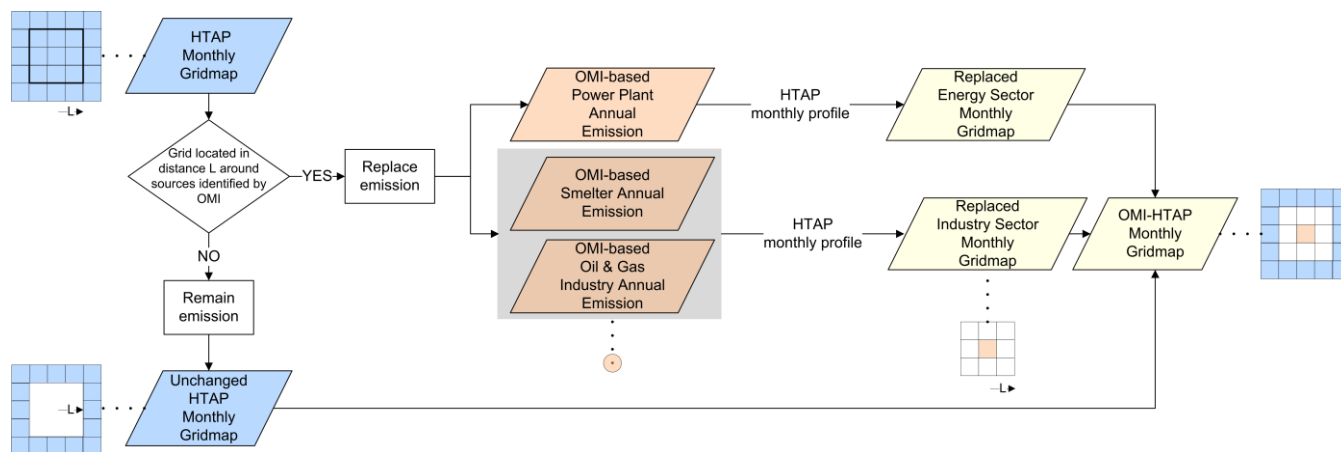 HTAP
Monthly
Gridmap
L
Grid located in
distance L around
sources identified by
OMI
YES
Replace
emission
NO
Remain
emission
Unchanged
HTAP
Monthly
Gridmap
L
OMI-based
Power Plant
Annual
Emission
HTAP
monthly profile
Replaced
Energy Sector
Monthly
Gridmap
OMI-based
Smelter Annual
Emission
OMI-based
Oil & Gas
Industry Annual
Emission
HTAP
monthly profile
Replaced
Industry Sector
Monthly
Gridmap
L
OMI-HTAP
Monthly
Gridmap